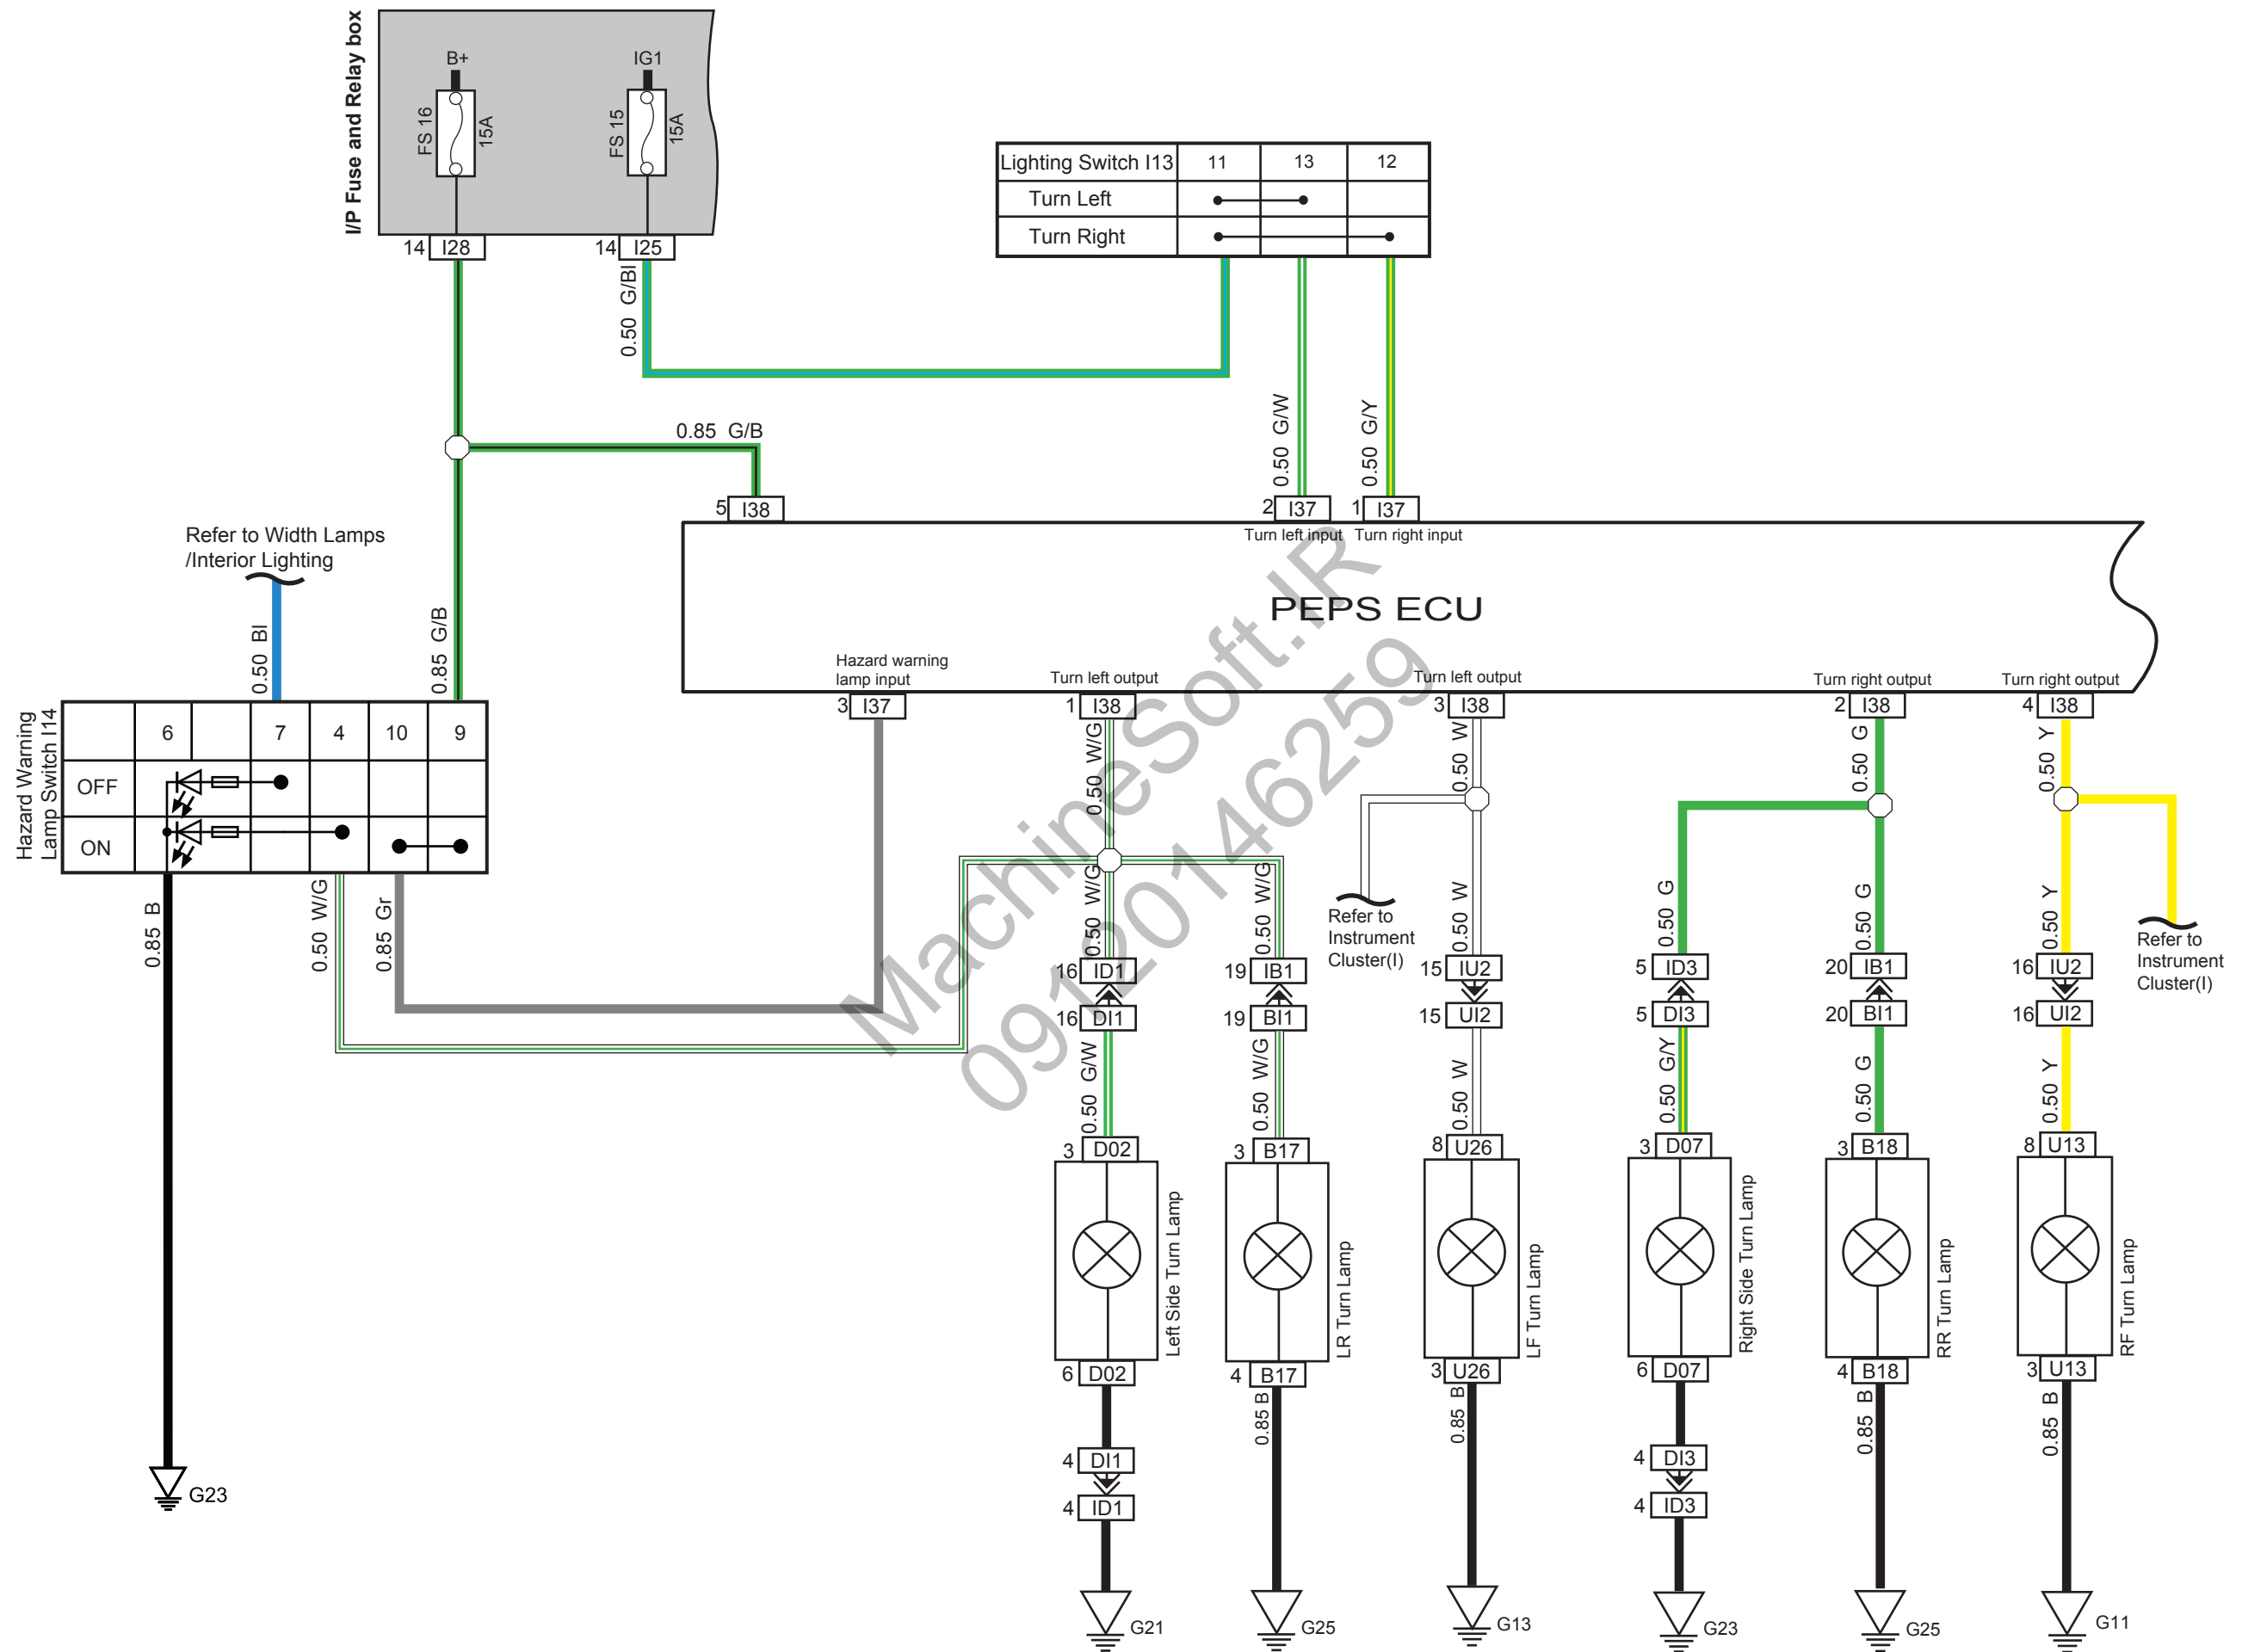 I/P Fuse and Relay box
B+
IG1
FS 16
15A
FS 15
15A
14 I28
14 I25
0.50 G/Bl
Lighting Switch I13 11 13 12
Turn Left
Turn Right
0.50 G/W
0.50 G/Y
0.85 G/B
5 I38
2 I37
1 I37
Turn left input
Turn right input
Refer to Width Lamps
/Interior Lighting
0.50 Bl
0.85 G/B
PEPS ECU
Hazard warning
lamp input
Turn left output
Turn left output
Turn right output
Turn right output
3 I37
1 I38
3 I38
2 I38
4 I38
Hazard Warning
Lamp Switch I14
6 7 4 10 9
OFF
ON
0.85 B
0.50 W/G
0.85 Gr
0.50 W/G
0.50 W
0.50 G
0.50 Y
0.50 W/G
0.50 W/G
Refer to
Instrument
Cluster(I)
0.50 W
0.50 G
0.50 G
0.50 Y
Refer to
Instrument
Cluster(I)
16 ID1
19 IB1
15 IU2
5 ID3
20 IB1
16 IU2
16 DI1
19 BI1
15 UI2
5 DI3
20 BI1
16 UI2
0.50 G/W
0.50 W/G
0.50 W
0.50 G/Y
0.50 G
0.50 Y
3 D02
3 B17
8 U26
3 D07
3 B18
8 U13
Left Side Turn Lamp
LR Turn Lamp
LF Turn Lamp
Right Side Turn Lamp
RR Turn Lamp
RF Turn Lamp
6 D02
4 B17
3 U26
6 D07
4 B18
3 U13
0.85 B
0.85 B
0.85 B
0.85 B
4 DI1
4 DI3
4 ID1
4 ID3
G23
G21
G25
G13
G23
G25
G11
MachineSoft.IR
09120146259